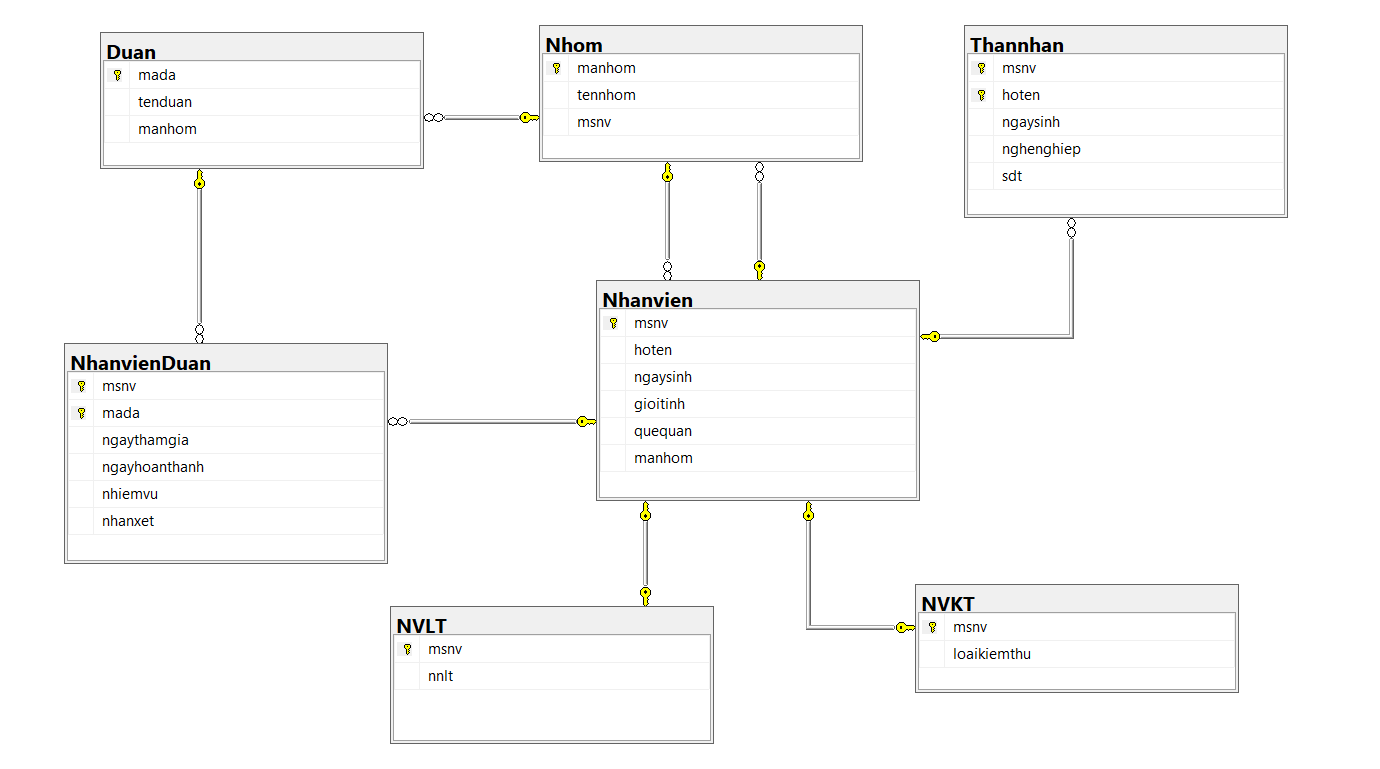 Duan
mada
tenduan
manhom
Nhom
manhom
tennhom
msnv
Thannhan
msnv
hoten
ngaysinh
nghenghiep
sdt
Nhanvien
msnv
hoten
ngaysinh
gioitinh
quequan
manhom
NhanvienDuan
msnv
mada
ngaythamgia
ngayhoanthanh
nhiemvu
nhanxet
NVLT
msnv
nnlt
NVKT
msnv
loaikiemthu